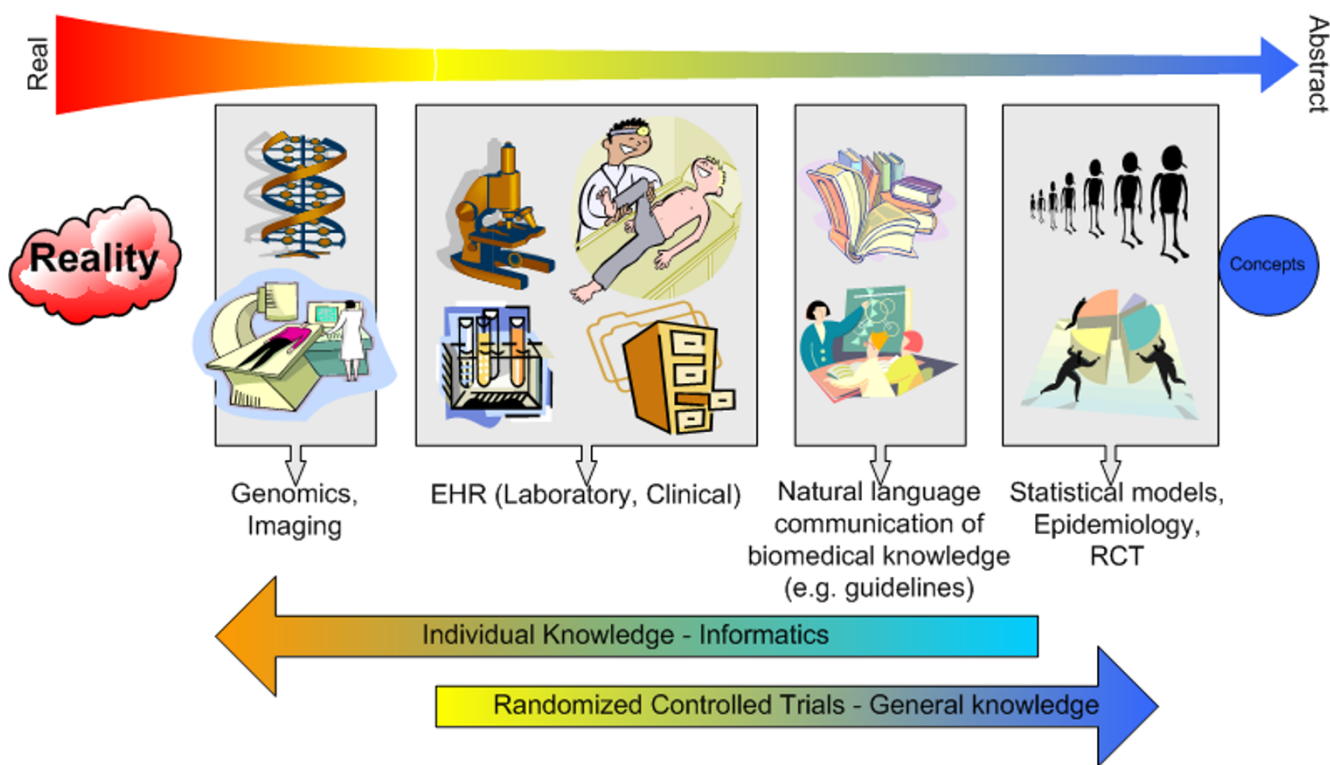 Real
Abstract
Reality
Concepts
Genomics,
Imaging
EHR (Laboratory, Clinical)
Natural language
communication of
biomedical knowledge
(e.g. guidelines)
Statistical models,
Epidemiology,
RCT
Individual Knowledge - Informatics
Randomized Controlled Trials - General knowledge